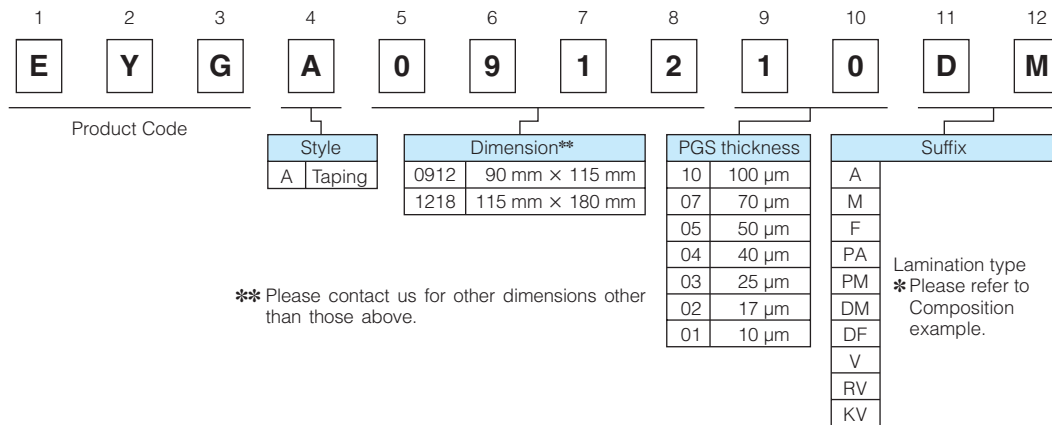 1 2 3 4 5 6 7 8 9 10 11 12
E Y G A 0 9 1 2 1 0 D M
Product Code
Style
A Taping
Dimension**
0912 90 mm × 115 mm
1218 115 mm × 180 mm
** Please contact us for other dimensions other
than those above.
PGS thickness
10 100 µm
07 70 µm
05 50 µm
04 40 µm
03 25 µm
02 17 µm
01 10 µm
Suffix
A
M
F
PA
PM
DM
DF
V
RV
KV
Lamination type
* Please refer to
Composition
example.